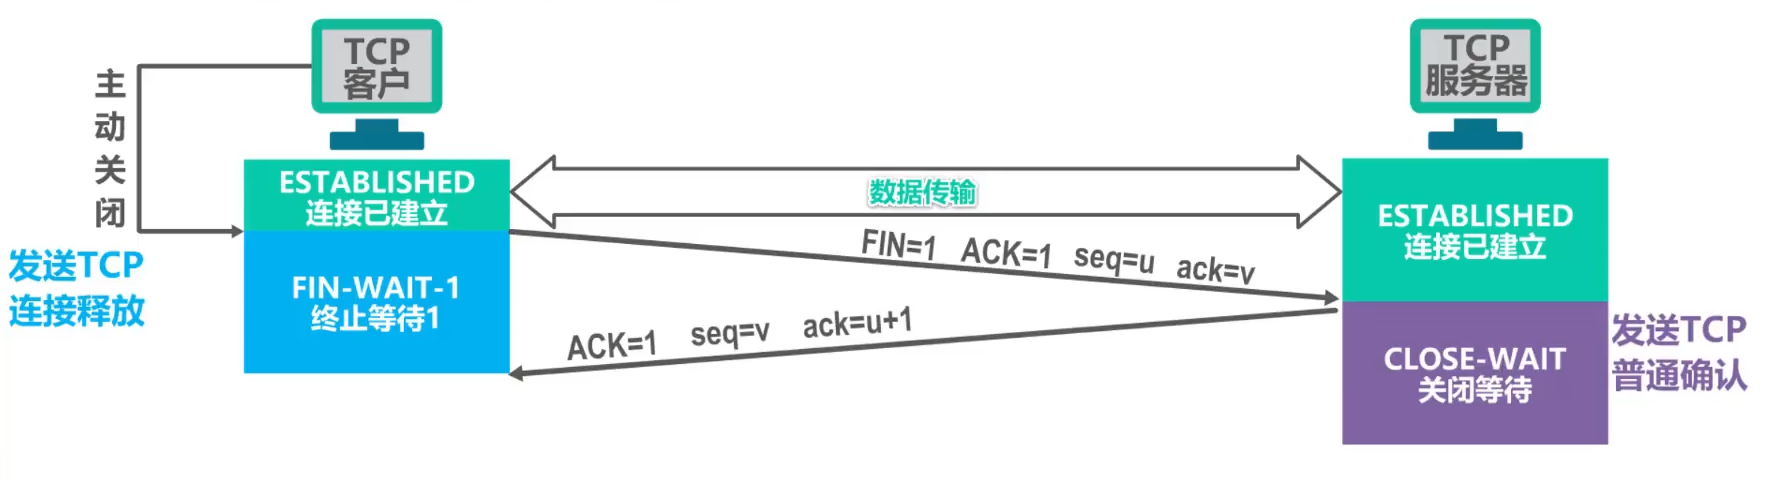 TCP
客户
TCP
服务器
主动关闭
ESTABLISHED
连接已建立
数据传输
ESTABLISHED
连接已建立
发送TCP
连接释放
FIN=1 ACK=1 seq=u ack=v
FIN-WAIT-1
终止等待1
ACK=1 seq=v ack=u+1
CLOSE-WAIT
关闭等待
发送TCP
普通确认